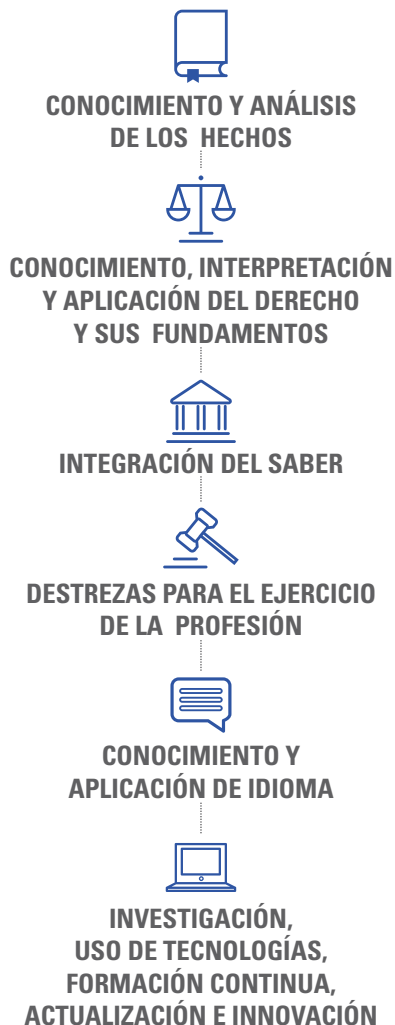 CONOCIMIENTO Y ANÁLISIS
DE LOS HECHOS
CONOCIMIENTO, INTERPRETACIÓN
Y APLICACIÓN DEL DERECHO
Y SUS FUNDAMENTOS
INTEGRACIÓN DEL SABER
DESTREZAS PARA EL EJERCICIO
DE LA PROFESIÓN
CONOCIMIENTO Y
APLICACIÓN DE IDIOMA
INVESTIGACIÓN,
USO DE TECNOLOGÍAS,
FORMACIÓN CONTINUA,
ACTUALIZACIÓN E INNOVACIÓN